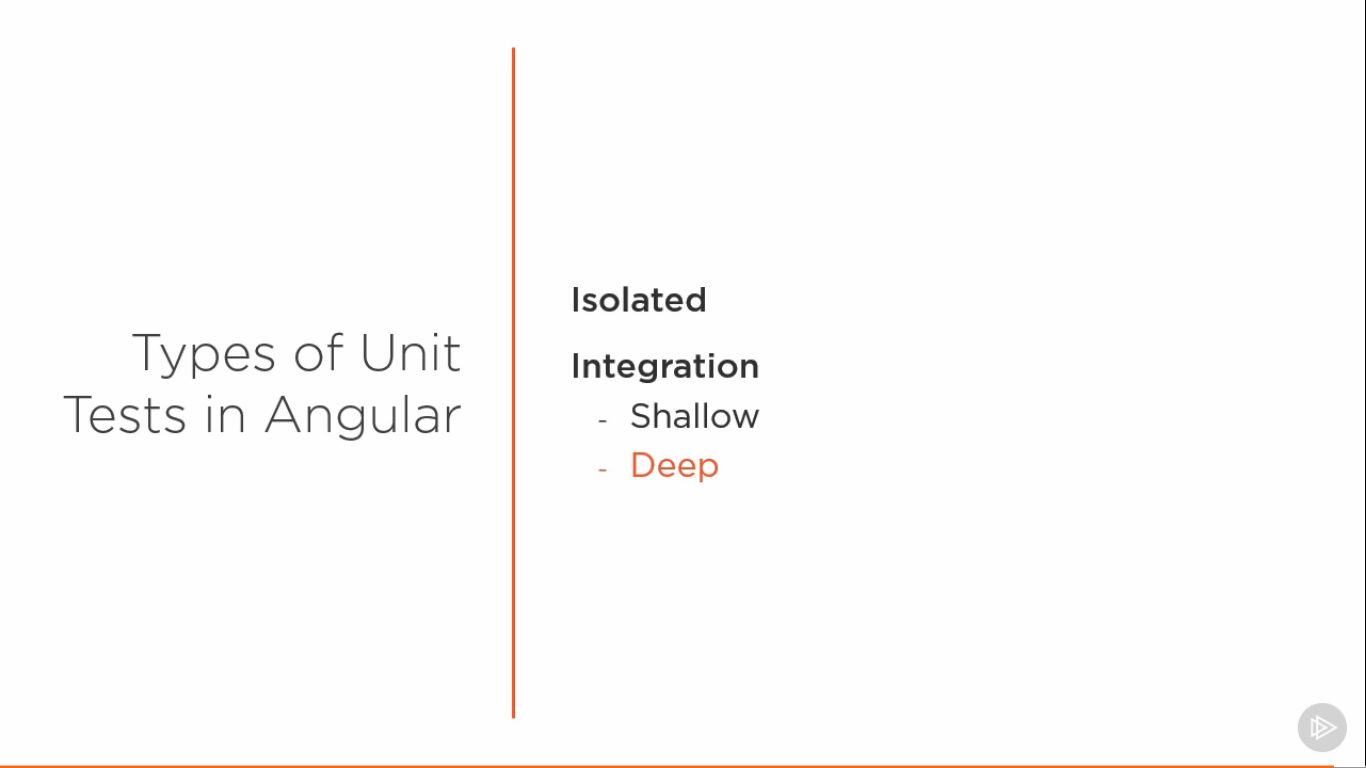 Types of Unit
Tests in Angular
Isolated
Integration
- Shallow
- Deep